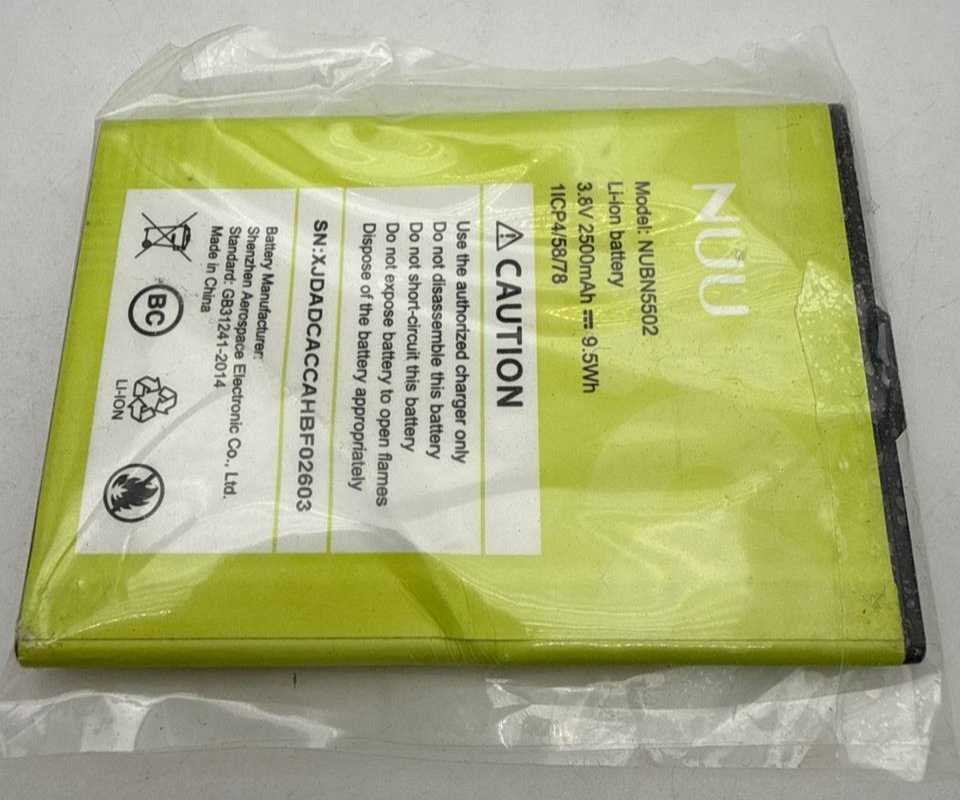 NUU
Model: NUBN5502
Li-Ion battery
3.8V 2500mAh 9.5Wh
1ICP4/58/78
CAUTION
Use the authorized charger only
Do not disassemble this battery
Do not short-circuit this battery
Do not expose battery to open flames
Dispose of the battery appropriately
SN:XJDADCACCAHBF02603
Battery Manufacturer:
Shenzhen Aerospace Electronic Co., Ltd.
Standard: GB31241-2014
Made in China
BC
LI-ION